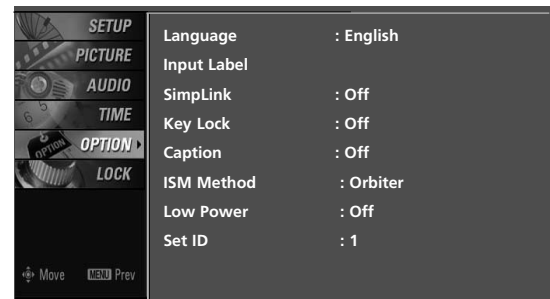 SETUP
PICTURE
AUDIO
TIME
OPTION
LOCK
Move MENU Prev
Language : English
Input Label
SimpLink : Off
Key Lock : Off
Caption : Off
ISM Method : Orbiter
Low Power : Off
Set ID : 1